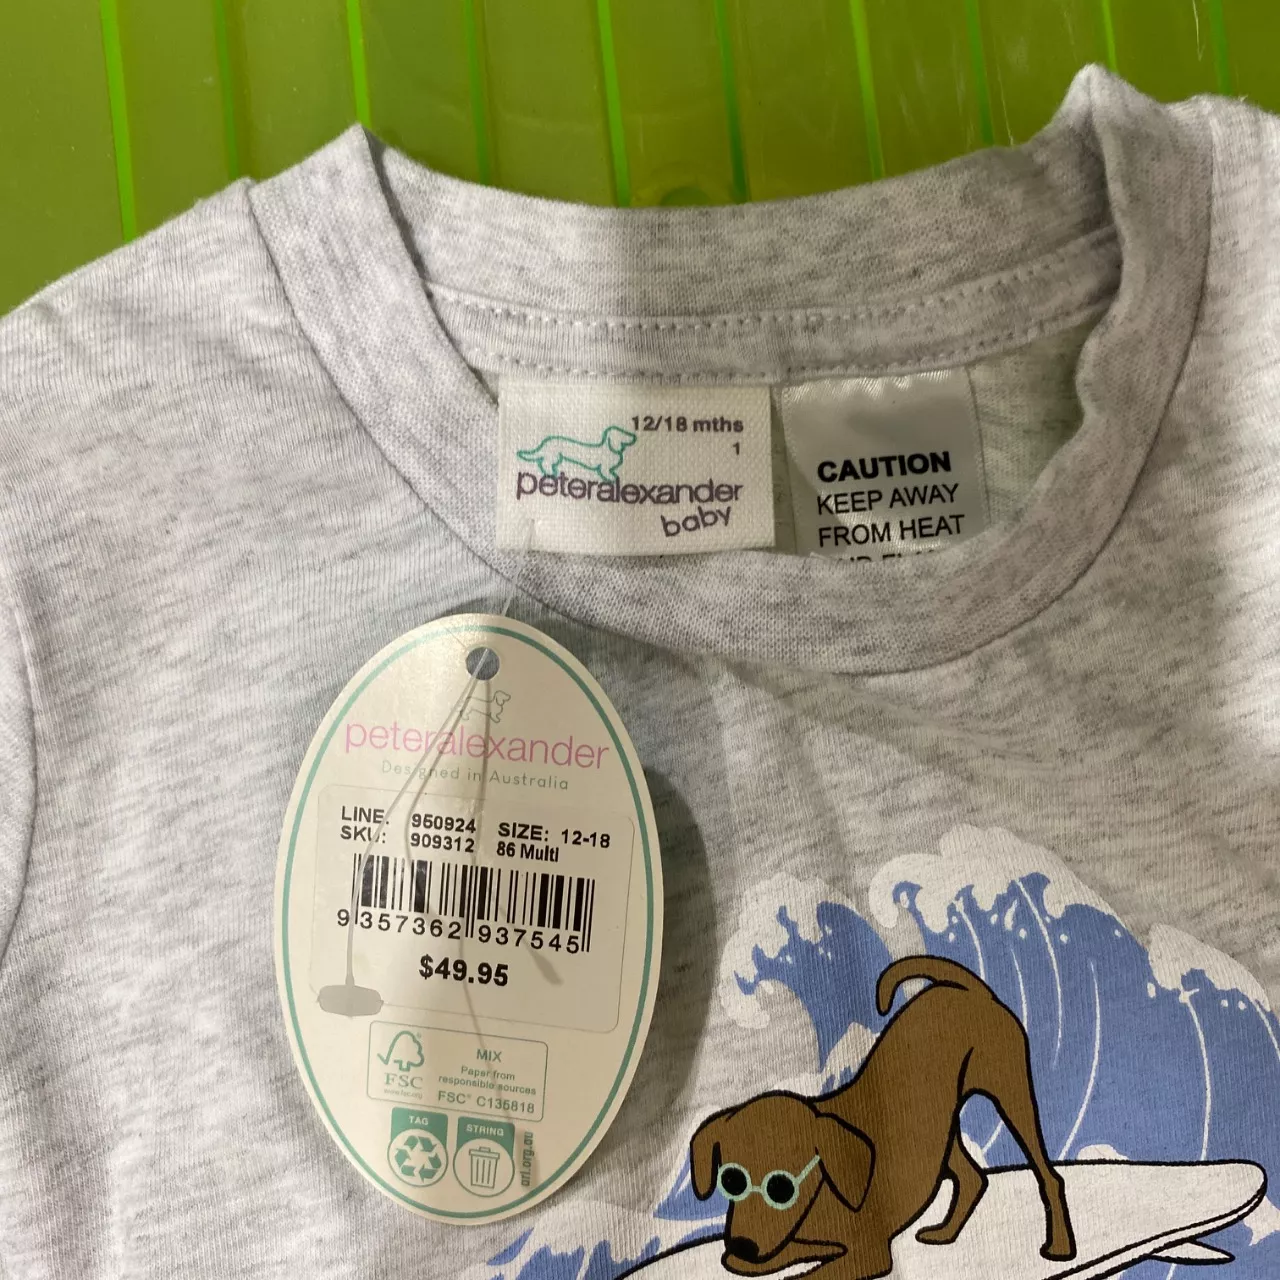 12/18 mths
1
peteralexander
baby
CAUTION
KEEP AWAY
FROM HEAT
peteralexander
Designed in Australia
LINE: 950924 SIZE: 12-18
SKU: 909312 86 Multi
9 357362 937545
$49.95
FSC
www.fsc.org
MIX
Paper from
responsible sources
FSC® C135818
TAG
STRING
arl.org.au